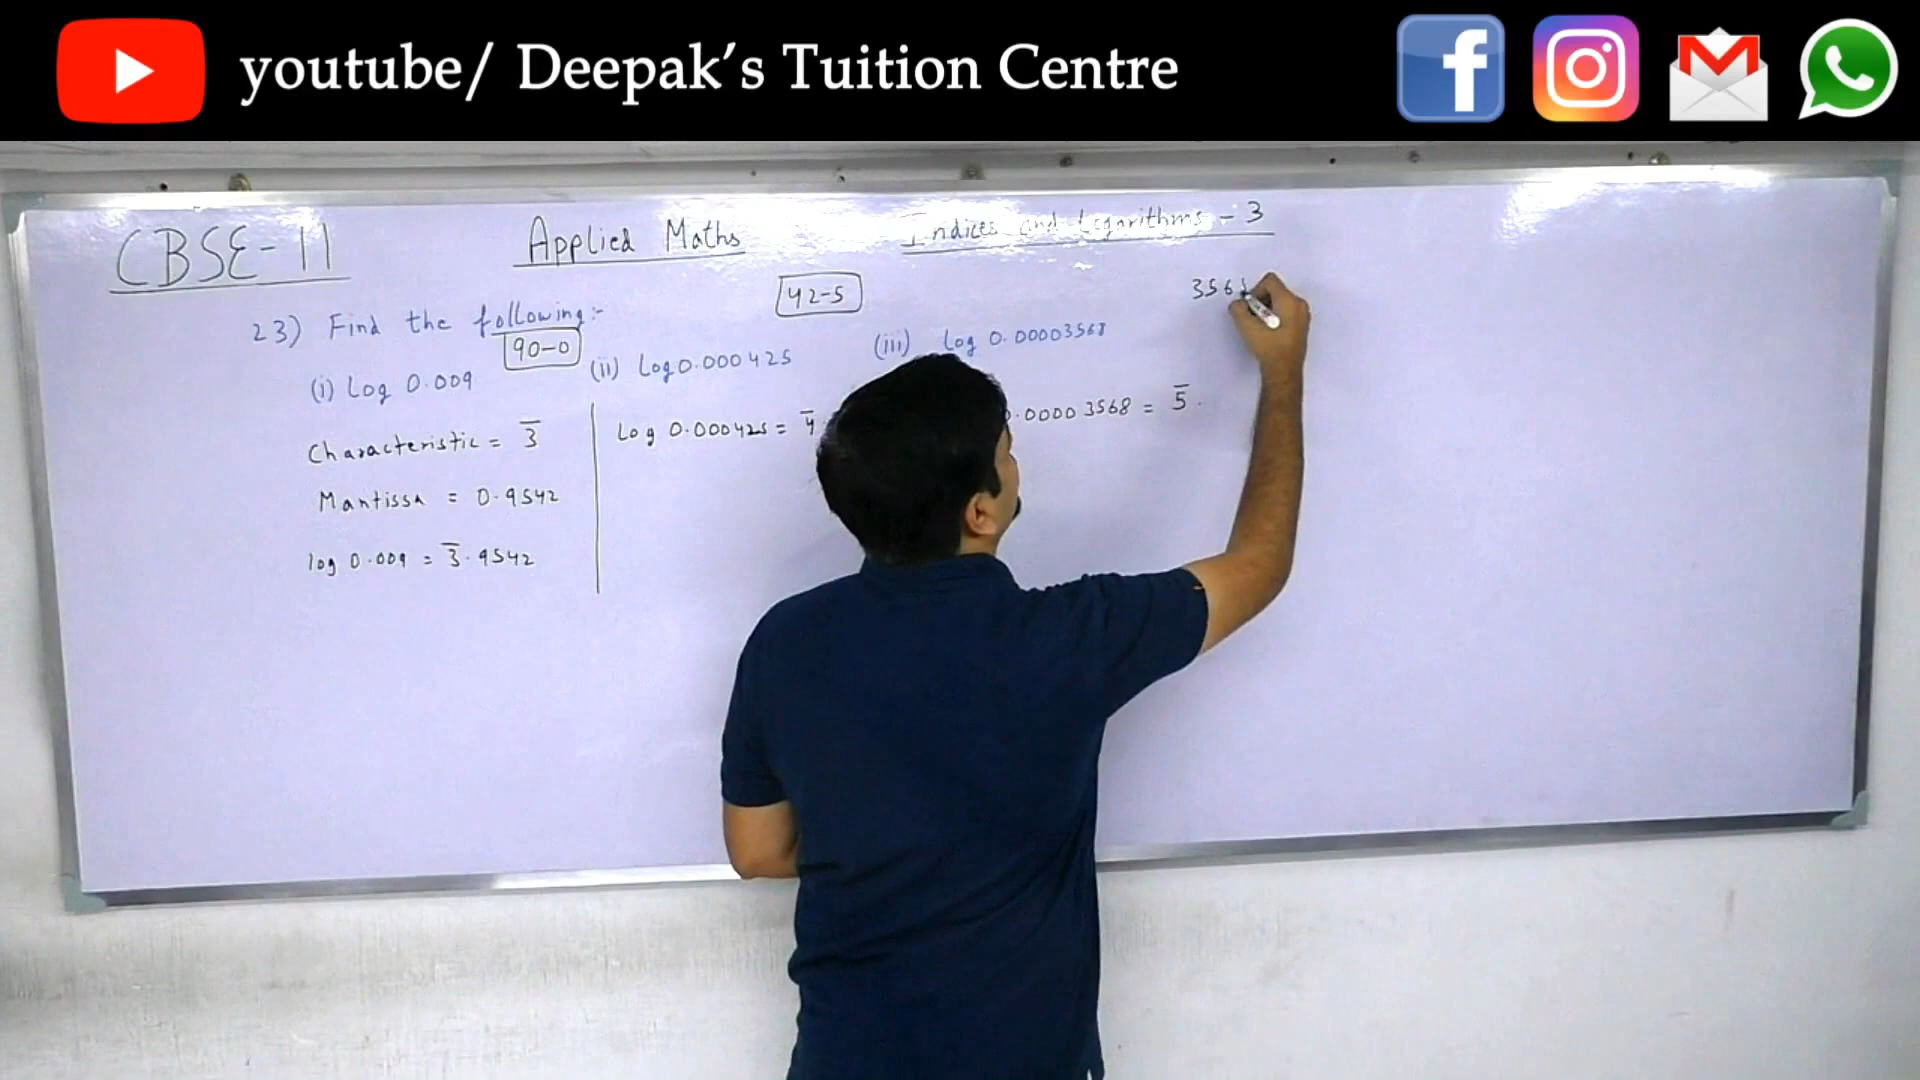 youtube/ Deepak’s Tuition Centre
CBSE-11
Applied Maths
Indices and Logarithms - 3
42-5
356
23) Find the following:-
90-0
(i) Log 0.009
(ii) Log 0.000425
(iii) log 0.00003568
Characteristic = 3̅
Mantissa = 0.9542
log 0.009 = 3̅.9542
Log 0.000425 = 4̅
0.00003568 = 5̅.